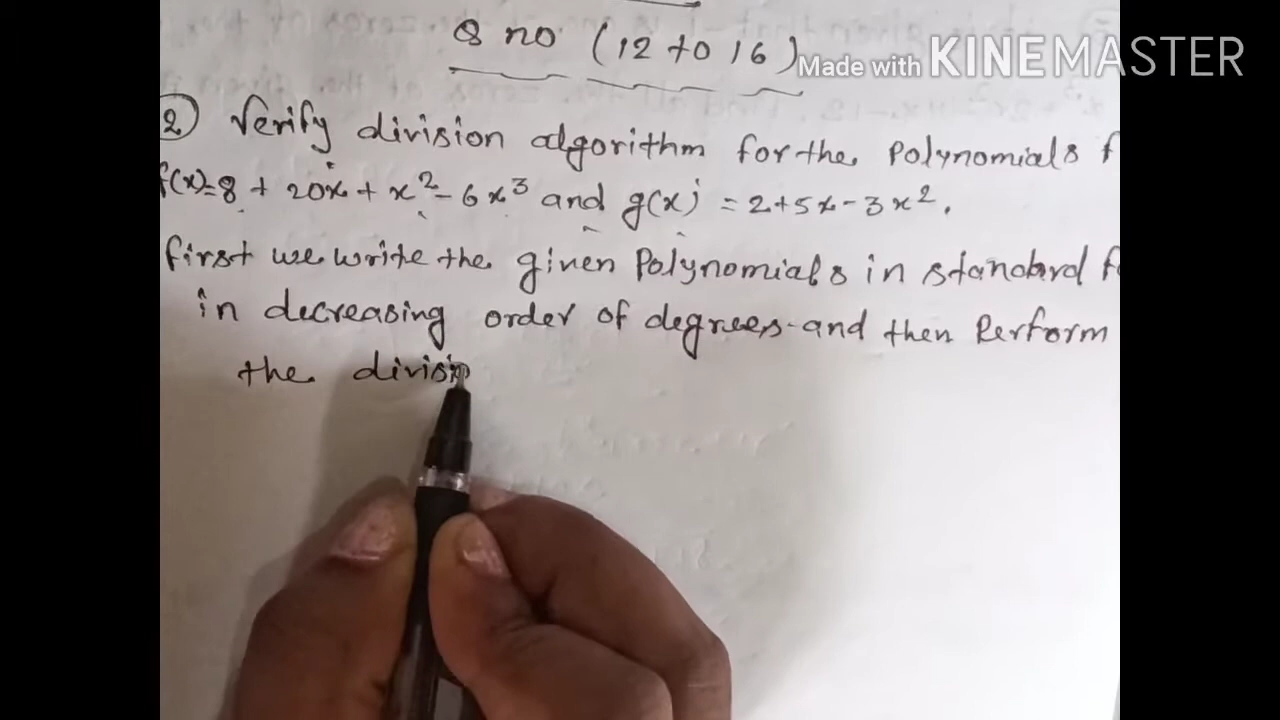 Q no (12 to 16)
Made with KINEMASTER
2) Verify division algorithm for the Polynomials f
f(x)=8 + 20x + x² - 6x³ and g(x) = 2+5x-3x².
first we write the given Polynomials in standard f
in decreasing order of degrees and then Perform
the divisi